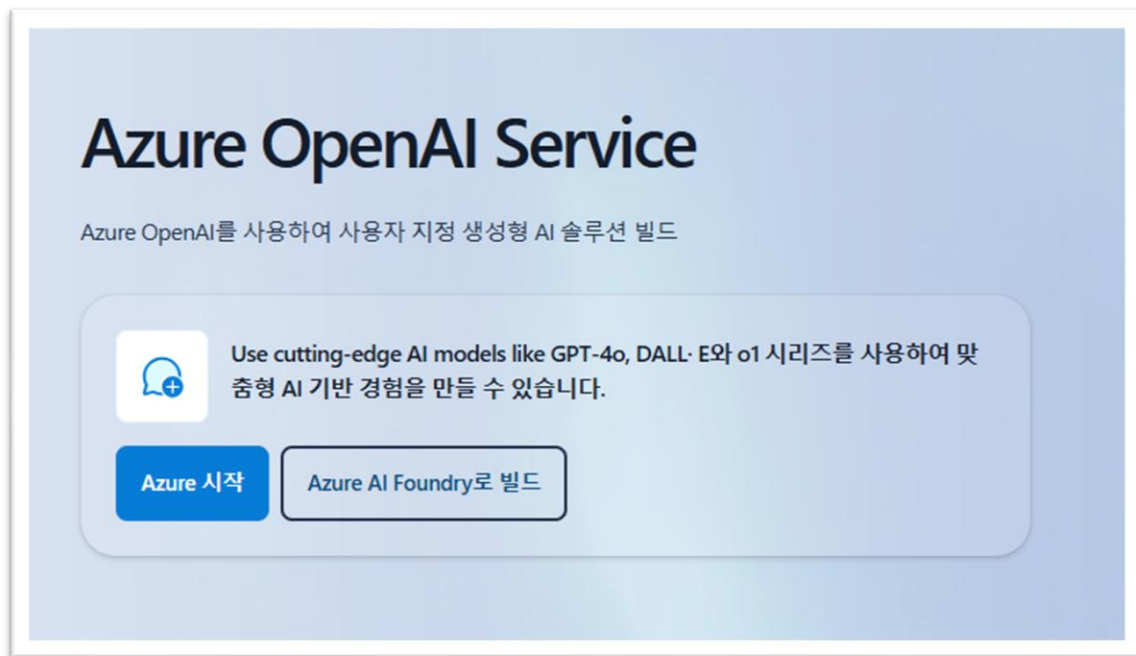 Azure OpenAI Service
Azure OpenAI를 사용하여 사용자 지정 생성형 AI 솔루션 빌드
Use cutting-edge AI models like GPT-4o, DALL· E와 o1 시리즈를 사용하여 맞
춤형 AI 기반 경험을 만들 수 있습니다.
Azure 시작
Azure AI Foundry로 빌드